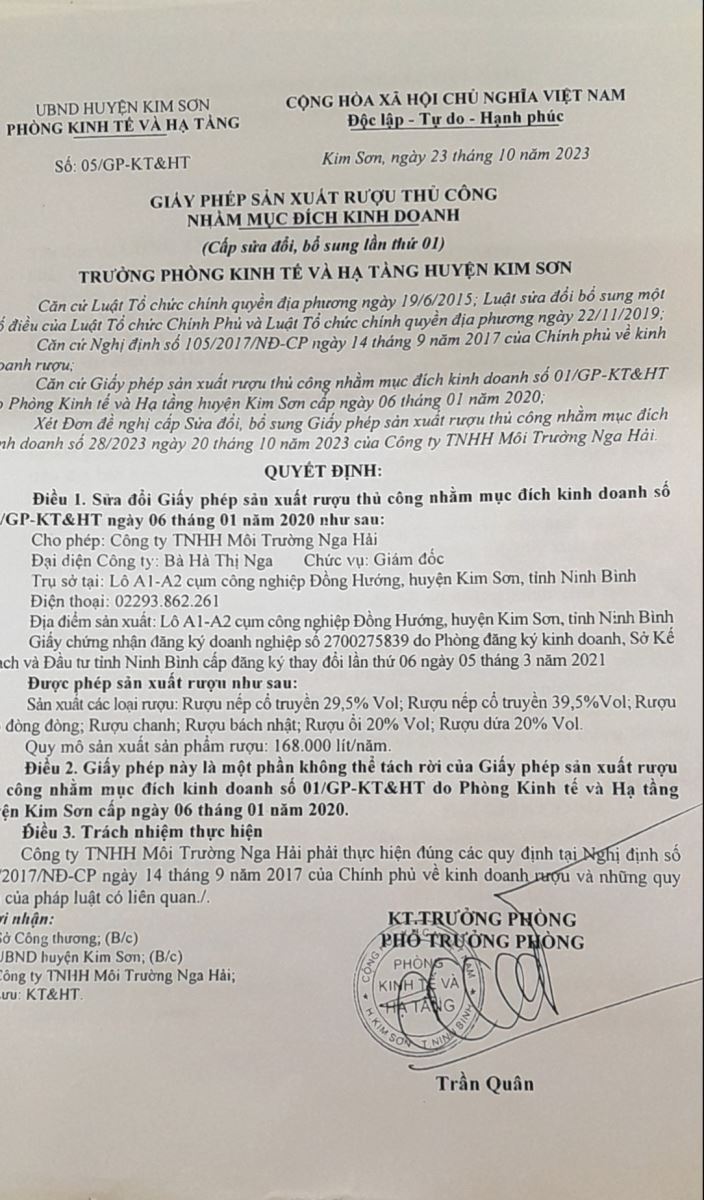 UBND HUYỆN KIM SƠN
PHÒNG KINH TẾ VÀ HẠ TẦNG
CỘNG HÒA XÃ HỘI CHỦ NGHĨA VIỆT NAM
Độc lập - Tự do - Hạnh phúc
Số: 05/GP-KT&HT
Kim Sơn, ngày 23 tháng 10 năm 2023
GIẤY PHÉP SẢN XUẤT RƯỢU THỦ CÔNG
NHẰM MỤC ĐÍCH KINH DOANH
(Cấp sửa đổi, bổ sung lần thứ 01)
TRƯỞNG PHÒNG KINH TẾ VÀ HẠ TẦNG HUYỆN KIM SƠN
Căn cứ Luật Tổ chức chính quyền địa phương ngày 19/6/2015; Luật sửa đổi bổ sung một
ố điều của Luật Tổ chức Chính Phủ và Luật Tổ chức chính quyền địa phương ngày 22/11/2019;
Căn cứ Nghị định số 105/2017/NĐ-CP ngày 14 tháng 9 năm 2017 của Chính phủ về kinh
oanh rượu;
Căn cứ Giấy phép sản xuất rượu thủ công nhằm mục đích kinh doanh số 01/GP-KT&HT
o Phòng Kinh tế và Hạ tầng huyện Kim Sơn cấp ngày 06 tháng 01 năm 2020;
Xét Đơn đề nghị cấp Sửa đổi, bổ sung Giấy phép sản xuất rượu thủ công nhằm mục đích
nh doanh số 28/2023 ngày 20 tháng 10 năm 2023 của Công ty TNHH Môi Trường Nga Hải.
QUYẾT ĐỊNH:
Điều 1. Sửa đổi Giấy phép sản xuất rượu thủ công nhằm mục đích kinh doanh số
/GP-KT&HT ngày 06 tháng 01 năm 2020 như sau:
Cho phép: Công ty TNHH Môi Trường Nga Hải
Đại diện Công ty: Bà Hà Thị Nga Chức vụ: Giám đốc
Trụ sở tại: Lô A1-A2 cụm công nghiệp Đồng Hướng, huyện Kim Sơn, tỉnh Ninh Bình
Điện thoại: 02293.862.261
Địa điểm sản xuất: Lô A1-A2 cụm công nghiệp Đồng Hướng, huyện Kim Sơn, tỉnh Ninh Bình
Giấy chứng nhận đăng ký doanh nghiệp số 2700275839 do Phòng đăng ký kinh doanh, Sở Kế
ạch và Đầu tư tỉnh Ninh Bình cấp đăng ký thay đổi lần thứ 06 ngày 05 tháng 3 năm 2021
Được phép sản xuất rượu như sau:
Sản xuất các loại rượu: Rượu nếp cổ truyền 29,5% Vol; Rượu nếp cổ truyền 39,5%Vol; Rượu
đòng đòng; Rượu chanh; Rượu bách nhật; Rượu ổi 20% Vol; Rượu dứa 20% Vol.
Quy mô sản xuất sản phẩm rượu: 168.000 lít/năm.
Điều 2. Giấy phép này là một phần không thể tách rời của Giấy phép sản xuất rượu
công nhằm mục đích kinh doanh số 01/GP-KT&HT do Phòng Kinh tế và Hạ tầng
ện Kim Sơn cấp ngày 06 tháng 01 năm 2020.
Điều 3. Trách nhiệm thực hiện
Công ty TNHH Môi Trường Nga Hải phải thực hiện đúng các quy định tại Nghị định số
/2017/NĐ-CP ngày 14 tháng 9 năm 2017 của Chính phủ về kinh doanh rượu và những quy
của pháp luật có liên quan./.
ơi nhận:
Sở Công thương; (B/c)
UBND huyện Kim Sơn; (B/c)
Công ty TNHH Môi Trường Nga Hải;
Lưu: KT&HT.
KT.TRƯỞNG PHÒNG
PHÓ TRƯỞNG PHÒNG
PHÒNG
KINH TẾ VÀ
HẠ TẦNG
H.KIM SƠN T.NINH BÌNH
Trần Quân